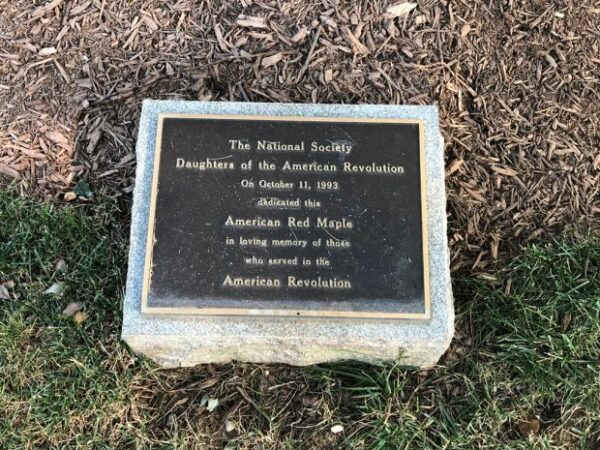 The National Society
Daughters of the American Revolution
On October 11, 1993
dedicated this
American Red Maple
in loving memory of those
who served in the
American Revolution